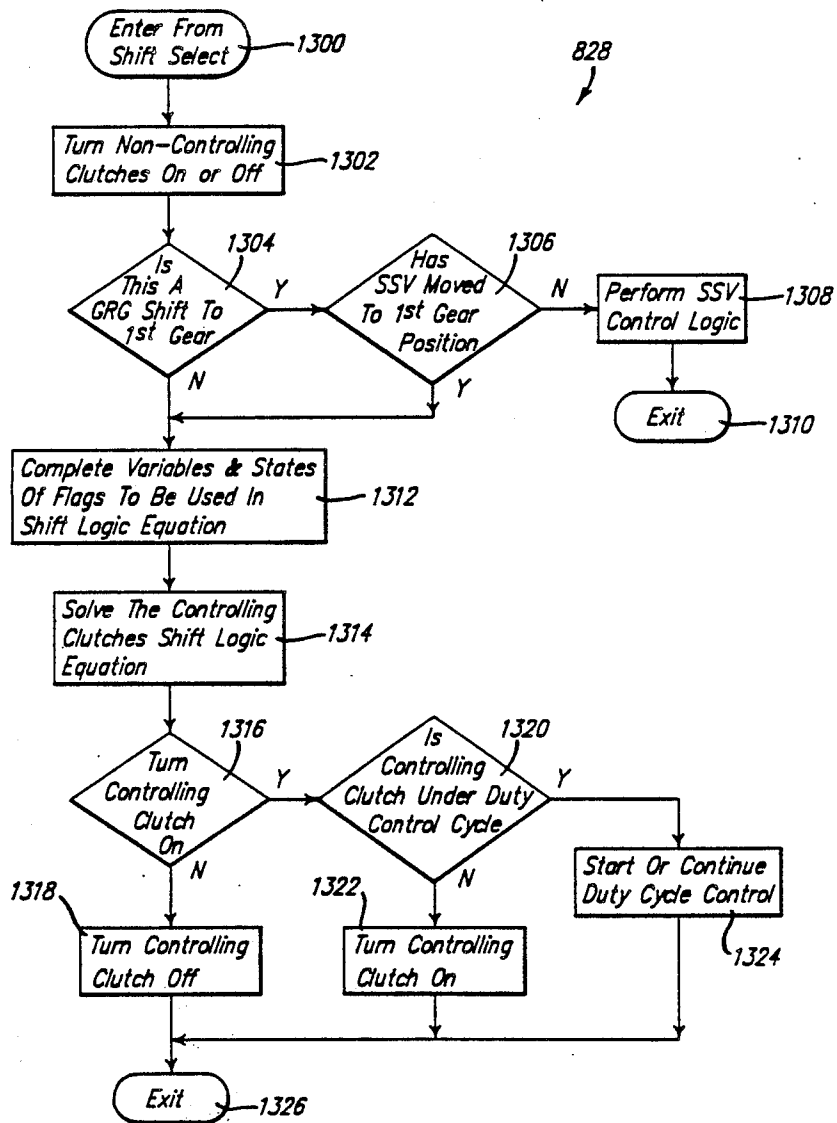 Enter From
Shift Select
1300
828
Turn Non-Controlling
Clutches On or Off
1302
Is
This A
GRG Shift To
1st Gear
1304
Y
N
Has
SSV Moved
To 1st Gear
Position
1306
N
Y
Perform SSV
Control Logic
1308
Exit
1310
Complete Variables & States
Of Flags To Be Used In
Shift Logic Equation
1312
Solve The Controlling
Clutches Shift Logic
Equation
1314
Turn
Controlling
Clutch
On
1316
Y
N
Is
Controlling
Clutch Under Duty
Control Cycle
1320
Y
N
1318
Turn Controlling
Clutch Off
1322
Turn Controlling
Clutch On
Start Or Continue
Duty Cycle Control
1324
Exit
1326